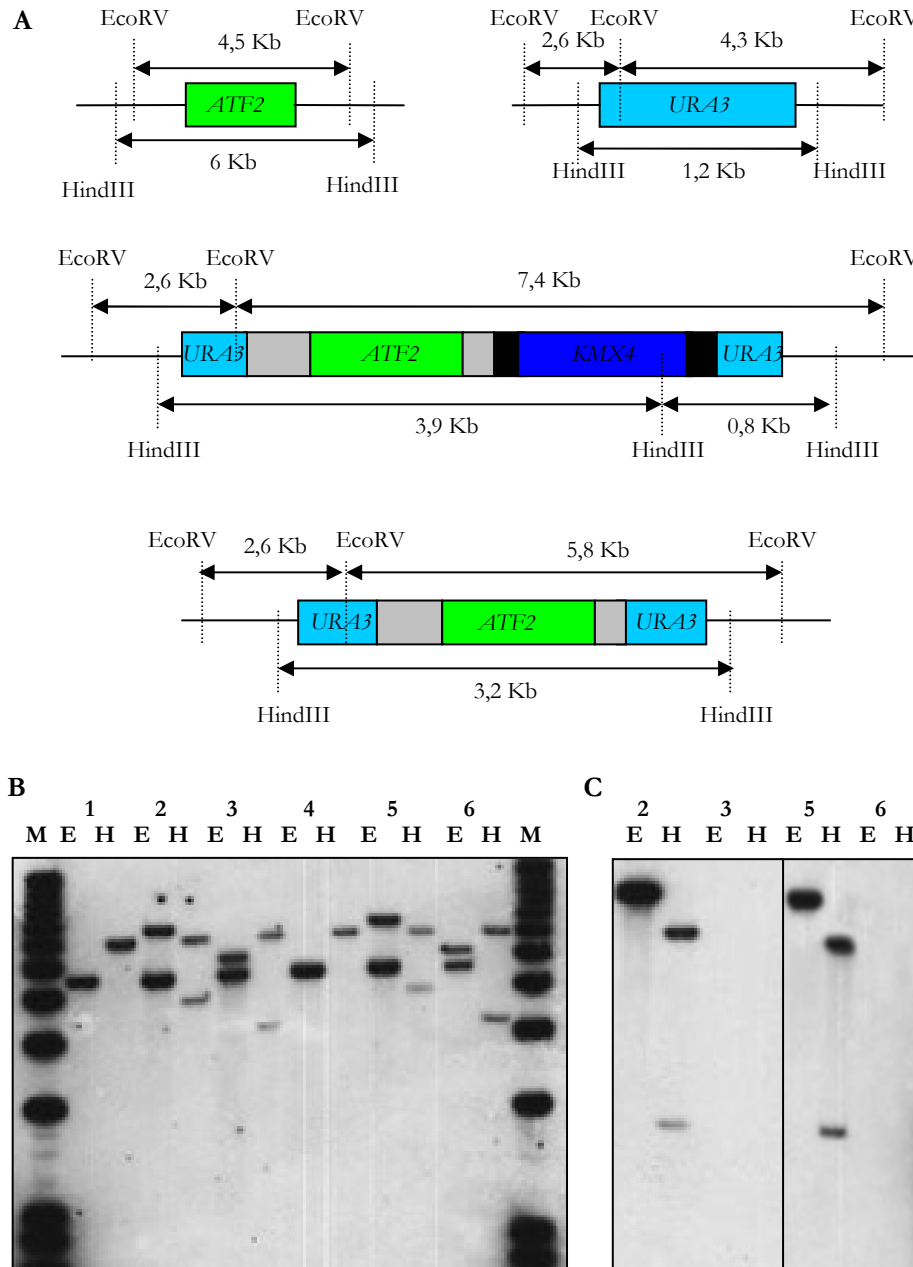 A
EcoRV EcoRV
4,5 Kb
HindIII
ATF2
6 Kb
HindIII
EcoRV EcoRV EcoRV
2,6 Kb 4,3 Kb
URA3
HindIII HindIII
1,2 Kb
EcoRV EcoRV EcoRV
2,6 Kb 7,4 Kb
URA3 ATF2 KMX4 URA3
3,9 Kb 0,8 Kb
HindIII HindIII HindIII
EcoRV EcoRV EcoRV
2,6 Kb 5,8 Kb
URA3 ATF2 URA3
3,2 Kb
HindIII HindIII
B
1 2 3 4 5 6
M E H E H E H E H E H E H M
C
2 3 5 6
E H E H E H E H